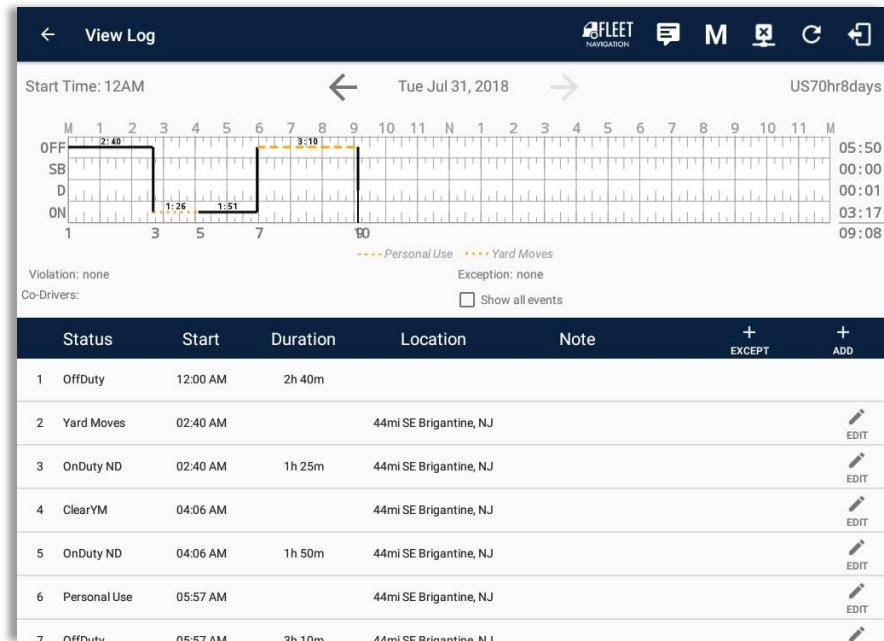 View Log
FLEET
NAVIGATION
M
Start Time: 12AM
Tue Jul 31, 2018
US70hr8days
M 1 2 3 4 5 6 7 8 9 10 11 N 1 2 3 4 5 6 7 8 9 10 11 M
OFF 2:40 3:10 05:50
SB 00:00
D 00:01
ON 1:26 1:51 03:17
1 3 5 7 9 10 09:08
Personal Use Yard Moves
Violation: none Exception: none
Co-Drivers: Show all events
Status Start Duration Location Note + EXCEPT + ADD
1 OffDuty 12:00 AM 2h 40m
2 Yard Moves 02:40 AM 44mi SE Brigantine, NJ EDIT
3 OnDuty ND 02:40 AM 1h 25m 44mi SE Brigantine, NJ EDIT
4 ClearYM 04:06 AM 44mi SE Brigantine, NJ EDIT
5 OnDuty ND 04:06 AM 1h 50m 44mi SE Brigantine, NJ EDIT
6 Personal Use 05:57 AM 44mi SE Brigantine, NJ EDIT
7 OffDuty 05:57 AM 3h 10m 44mi SE Brigantine, NJ